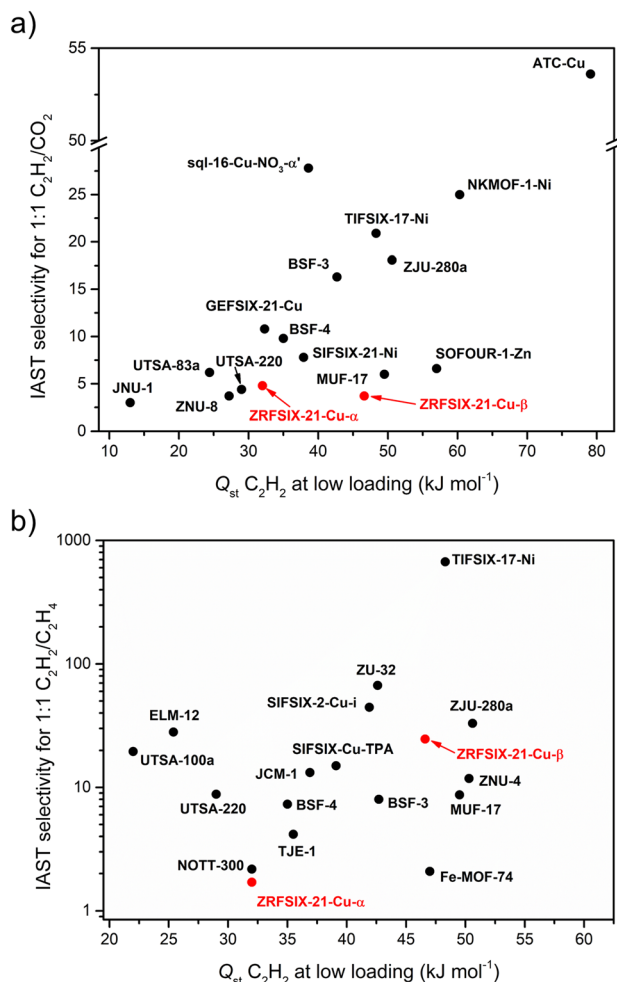 a)
55
50
25
20
15
10
5
0
IAST selectivity for 1:1 C₂H₂/CO₂
ATC-Cu
sql-16-Cu-NO₃-α'
NKMOF-1-Ni
TIFSIX-17-Ni
BSF-3
ZJU-280a
GEFSIX-21-Cu
BSF-4
UTSA-83a
UTSA-220
SIFSIX-21-Ni
SOFOUR-1-Zn
MUF-17
JNU-1
ZNU-8
ZRFSIX-21-Cu-α
ZRFSIX-21-Cu-β
10 20 30 40 50 60 70 80
Qst C₂H₂ at low loading (kJ mol⁻¹)
b)
1000
100
10
1
IAST selectivity for 1:1 C₂H₂/C₂H₄
TIFSIX-17-Ni
ZU-32
SIFSIX-2-Cu-i
ZJU-280a
ELM-12
UTSA-100a
SIFSIX-Cu-TPA
ZRFSIX-21-Cu-β
JCM-1
ZNU-4
UTSA-220
BSF-4
BSF-3
MUF-17
TJE-1
NOTT-300
Fe-MOF-74
ZRFSIX-21-Cu-α
20 25 30 35 40 45 50 55 60
Qst C₂H₂ at low loading (kJ mol⁻¹)